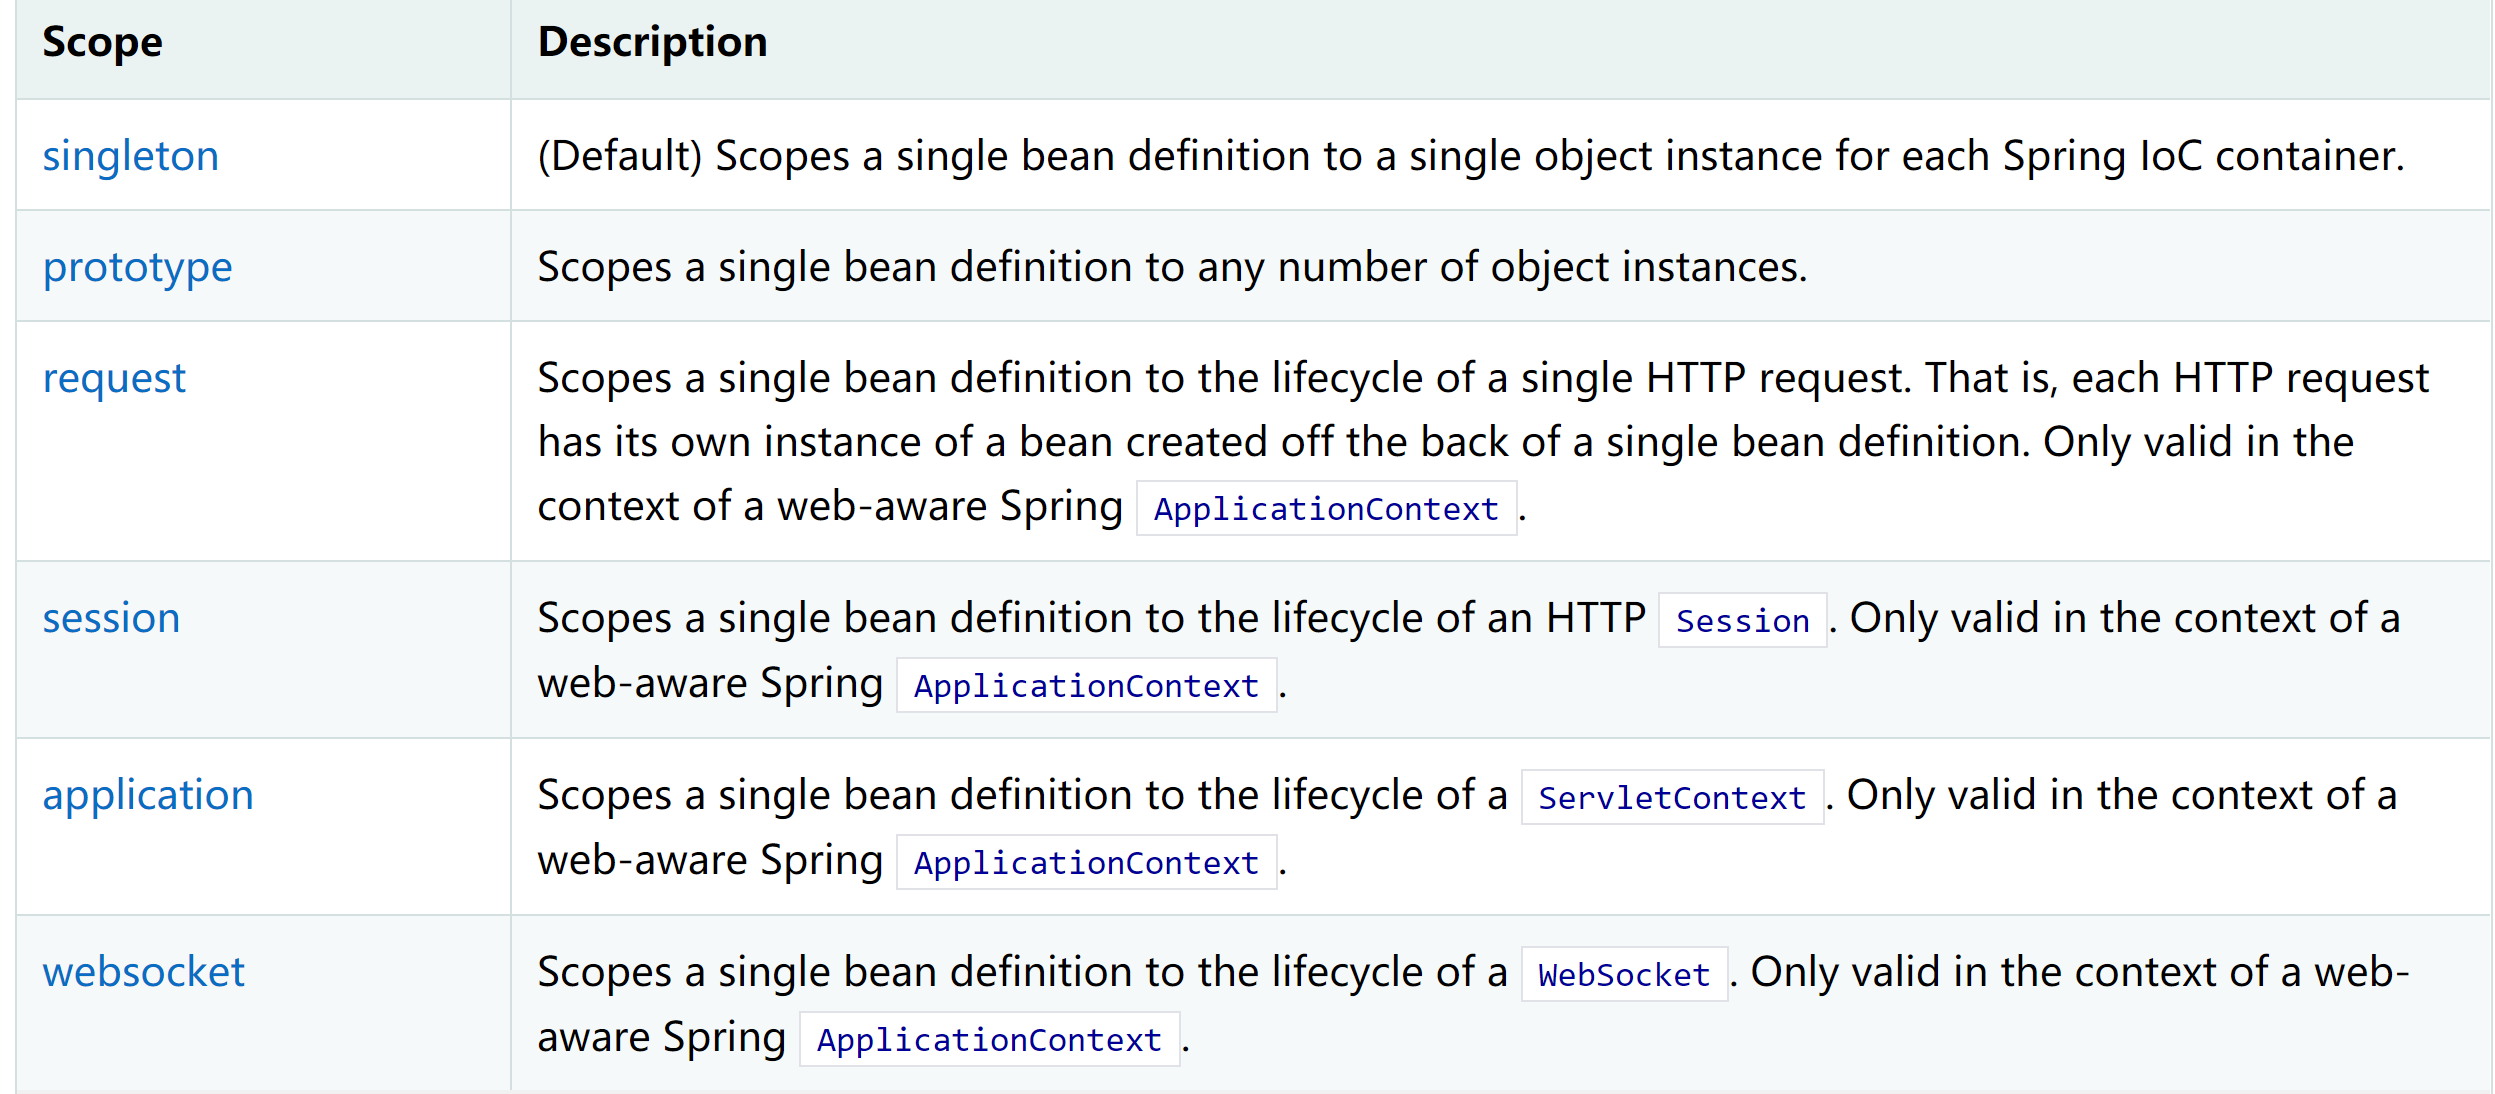 Scope Description
singleton (Default) Scopes a single bean definition to a single object instance for each Spring IoC container.
prototype Scopes a single bean definition to any number of object instances.
request Scopes a single bean definition to the lifecycle of a single HTTP request. That is, each HTTP request
has its own instance of a bean created off the back of a single bean definition. Only valid in the
context of a web-aware Spring ApplicationContext.
session Scopes a single bean definition to the lifecycle of an HTTP Session. Only valid in the context of a
web-aware Spring ApplicationContext.
application Scopes a single bean definition to the lifecycle of a ServletContext. Only valid in the context of a
web-aware Spring ApplicationContext.
websocket Scopes a single bean definition to the lifecycle of a WebSocket. Only valid in the context of a web-
aware Spring ApplicationContext.